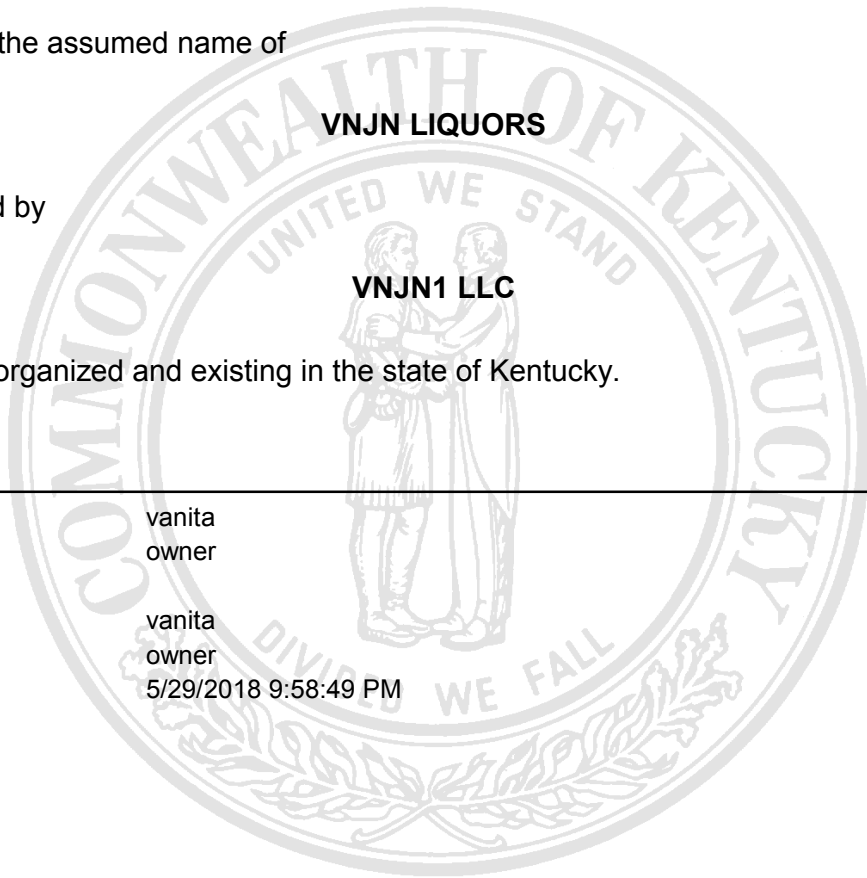 the assumed name of
VNJN LIQUORS
d by
VNJN1 LLC
organized and existing in the state of Kentucky.
vanita
owner
vanita
owner
5/29/2018 9:58:49 PM
COMMONWEALTH OF KENTUCKY
UNITED WE STAND
DIVIDED WE FALL